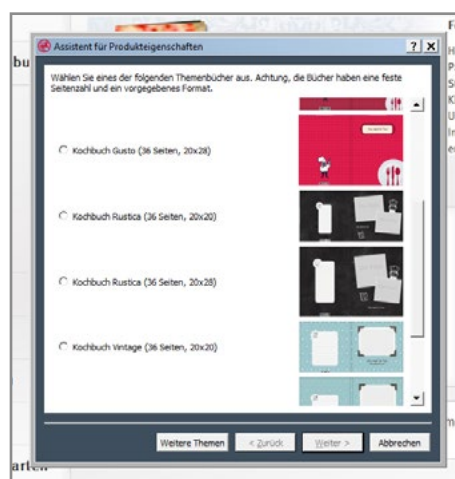 Assistent für Produkteigenschaften
Wählen Sie eines der folgenden Themenbücher aus. Achtung, die Bücher haben eine feste
Seitenzahl und ein vorgegebenes Format.
Kochbuch Gusto (36 Seiten, 20x28)
Kochbuch Rustica (36 Seiten, 20x20)
Kochbuch Rustica (36 Seiten, 20x28)
Kochbuch Vintage (36 Seiten, 20x20)
Weitere Themen
< Zurück
Weiter >
Abbrechen